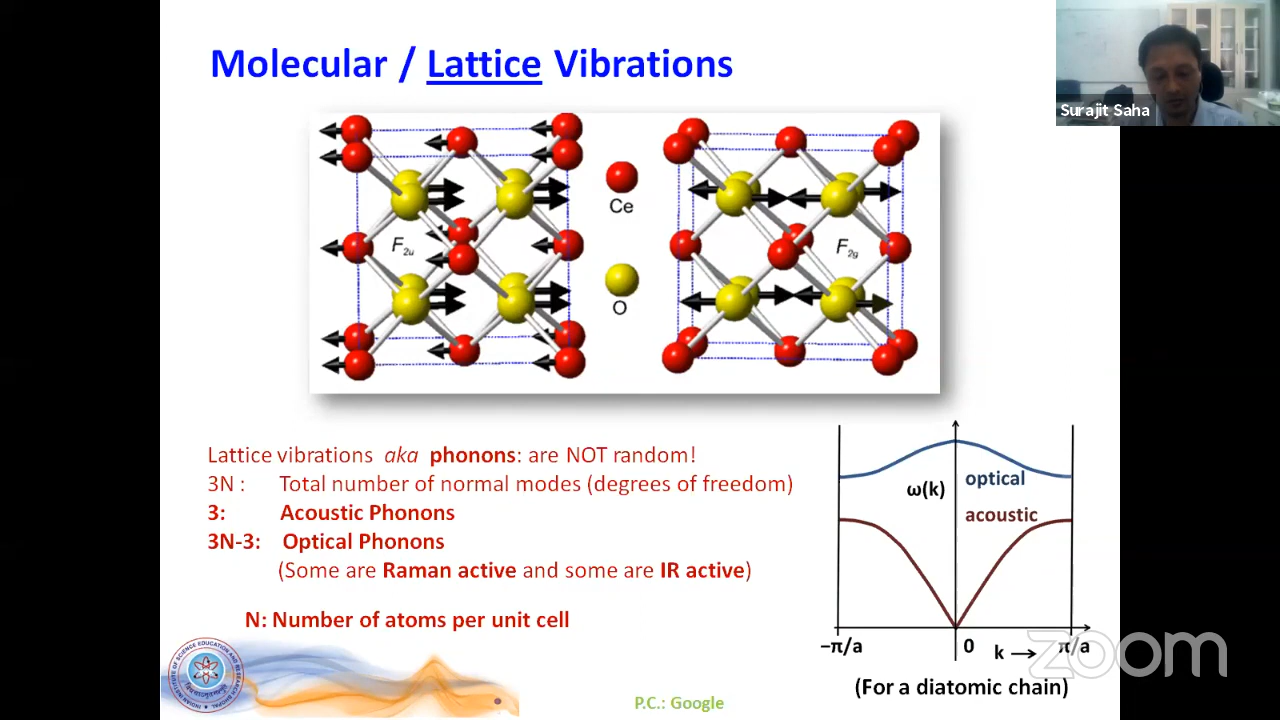 Molecular / Lattice Vibrations
Surajit Saha
Ce
O
F2u
F2g
Lattice vibrations aka phonons: are NOT random!
3N : Total number of normal modes (degrees of freedom)
3: Acoustic Phonons
3N-3: Optical Phonons
(Some are Raman active and some are IR active)
N: Number of atoms per unit cell
ω(k)
optical
acoustic
−π/a
0
k →
π/a
(For a diatomic chain)
zoom
P.C.: Google